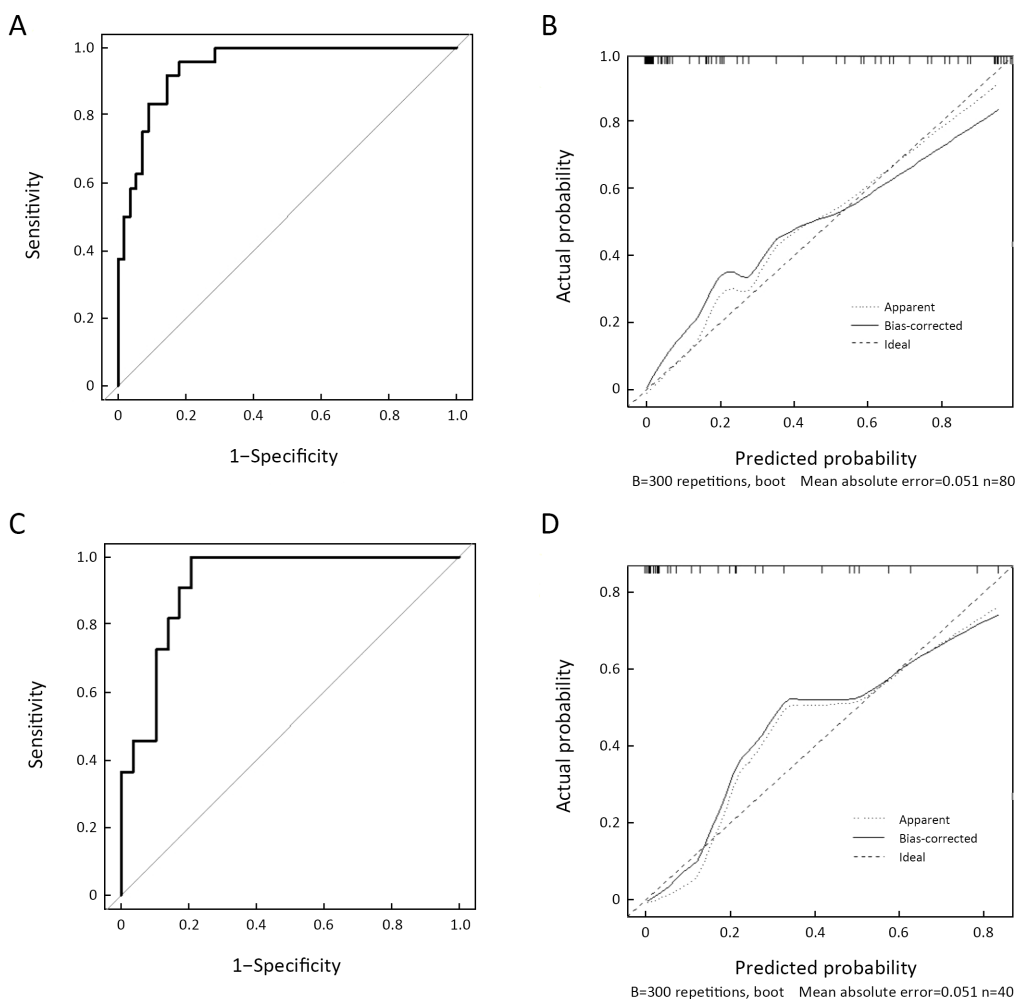 A
1.0
0.8
0.6
0.4
0.2
0
Sensitivity
0 0.2 0.4 0.6 0.8 1.0
1−Specificity
B
1.0
0.8
0.6
0.4
0.2
0
Actual probability
Apparent
Bias-corrected
Ideal
0 0.2 0.4 0.6 0.8
Predicted probability
B=300 repetitions, boot Mean absolute error=0.051 n=80
C
1.0
0.8
0.6
0.4
0.2
0
Sensitivity
0 0.2 0.4 0.6 0.8 1.0
1−Specificity
D
0.8
0.6
0.4
0.2
0
Actual probability
Apparent
Bias-corrected
Ideal
0 0.2 0.4 0.6 0.8
Predicted probability
B=300 repetitions, boot Mean absolute error=0.051 n=40